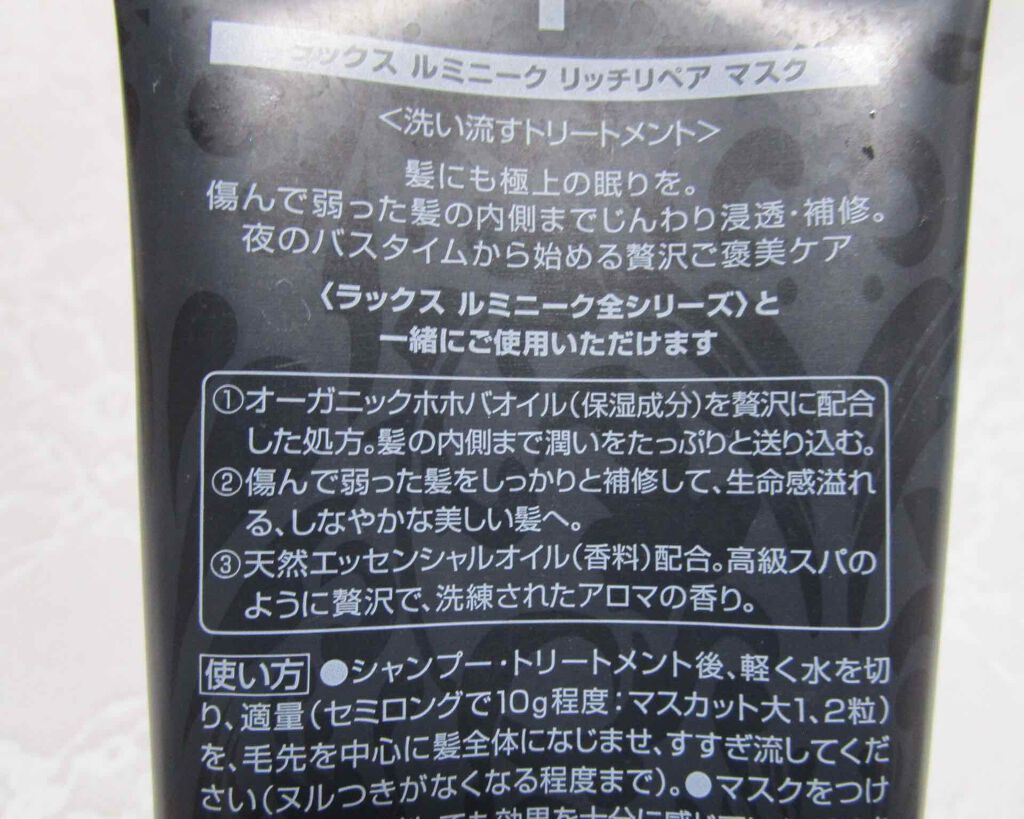 ラックス ルミニーク リッチリペア マスク
<洗い流すトリートメント>
髪にも極上の眠りを。
傷んで弱った髪の内側までじんわり浸透・補修。
夜のバスタイムから始める贅沢ご褒美ケア
〈ラックス ルミニーク全シリーズ〉と
一緒にご使用いただけます
①オーガニックホホバオイル(保湿成分)を贅沢に配合
した処方。髪の内側まで潤いをたっぷりと送り込む。
②傷んで弱った髪をしっかりと補修して、生命感溢れ
る、しなやかな美しい髪へ。
③天然エッセンシャルオイル(香料)配合。高級スパの
ように贅沢で、洗練されたアロマの香り。
使い方 ●シャンプー・トリートメント後、軽く水を切
り、適量(セミロングで10g程度：マスカット大1、2粒)
を、毛先を中心に髪全体になじませ、すすぎ流してくだ
さい(ヌルつきがなくなる程度まで)。●マスクをつけ
ても効果を十分に感じて